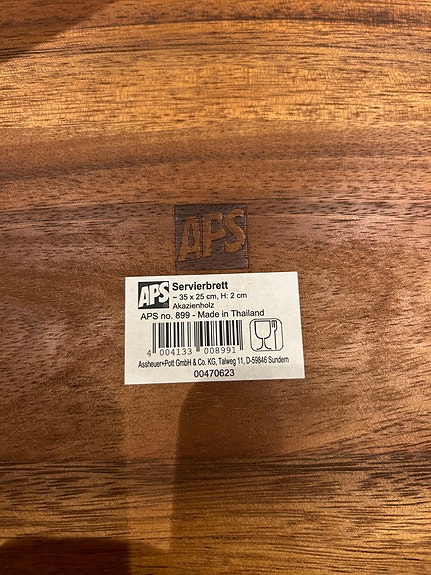 APS
APS
Servierbrett
~ 35 x 25 cm, H: 2 cm
Akazienholz
APS no. 899 - Made in Thailand
4 004133 008991
Assheuer+Pott GmbH & Co. KG, Talweg 11, D-59846 Sundern
00470623